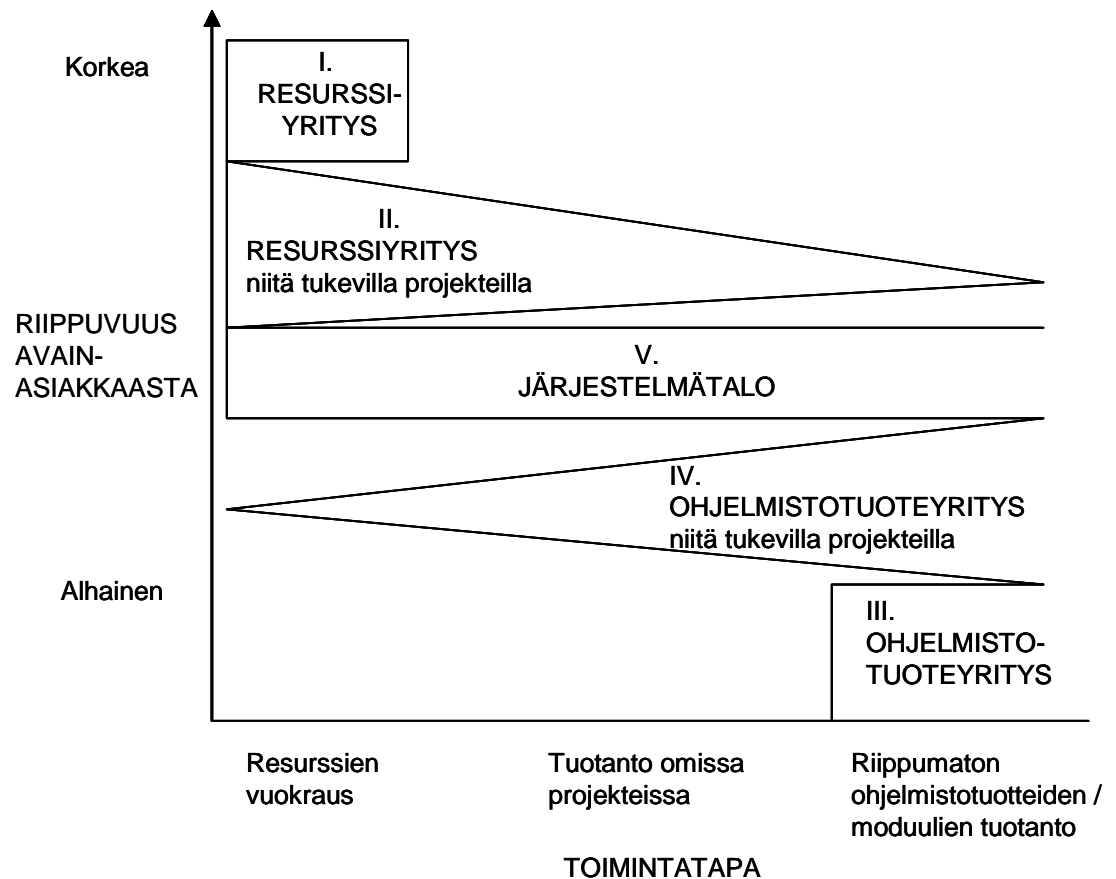 Korkea
I.
RESURSSI-
YRITYS
II.
RESURSSIYRITYS
niitä tukevilla projekteilla
RIIPPUVUUS
AVAIN-
ASIAKKAASTA
V.
JÄRJESTELMÄTALO
IV.
OHJELMISTOTUOTEYRITYS
niitä tukevilla projekteilla
Alhainen
III.
OHJELMISTO-
TUOTEYRITYS
Resurssien
vuokraus
Tuotanto omissa
projekteissa
Riippumaton
ohjelmistotuotteiden /
moduulien tuotanto
TOIMINTATAPA